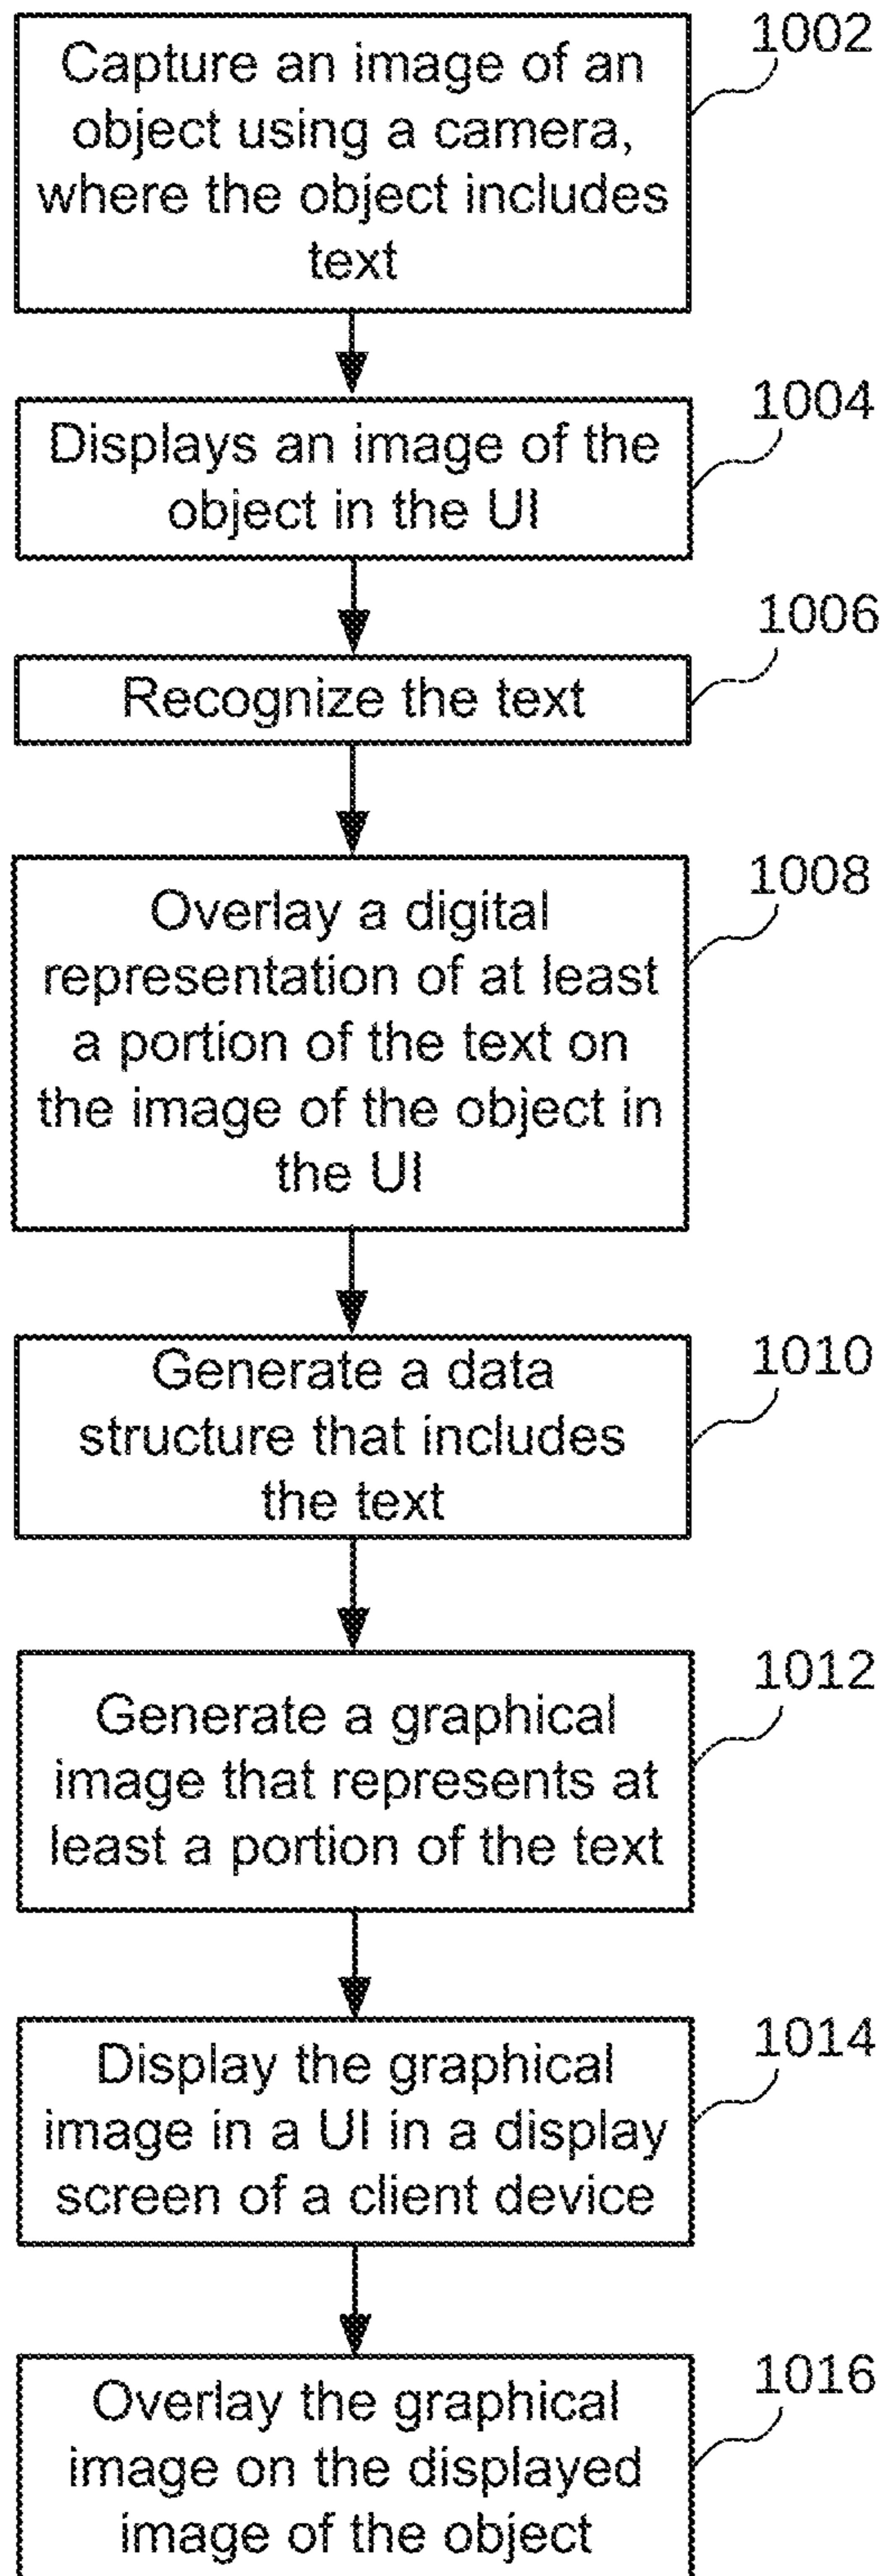 1002
Capture an image of an
object using a camera,
where the object includes
text
1004
Displays an image of the
object in the UI
1006
Recognize the text
1008
Overlay a digital
representation of at least
a portion of the text on
the image of the object in
the UI
1010
Generate a data
structure that includes
the text
1012
Generate a graphical
image that represents at
least a portion of the text
1014
Display the graphical
image in a UI in a display
screen of a client device
1016
Overlay the graphical
image on the displayed
image of the object